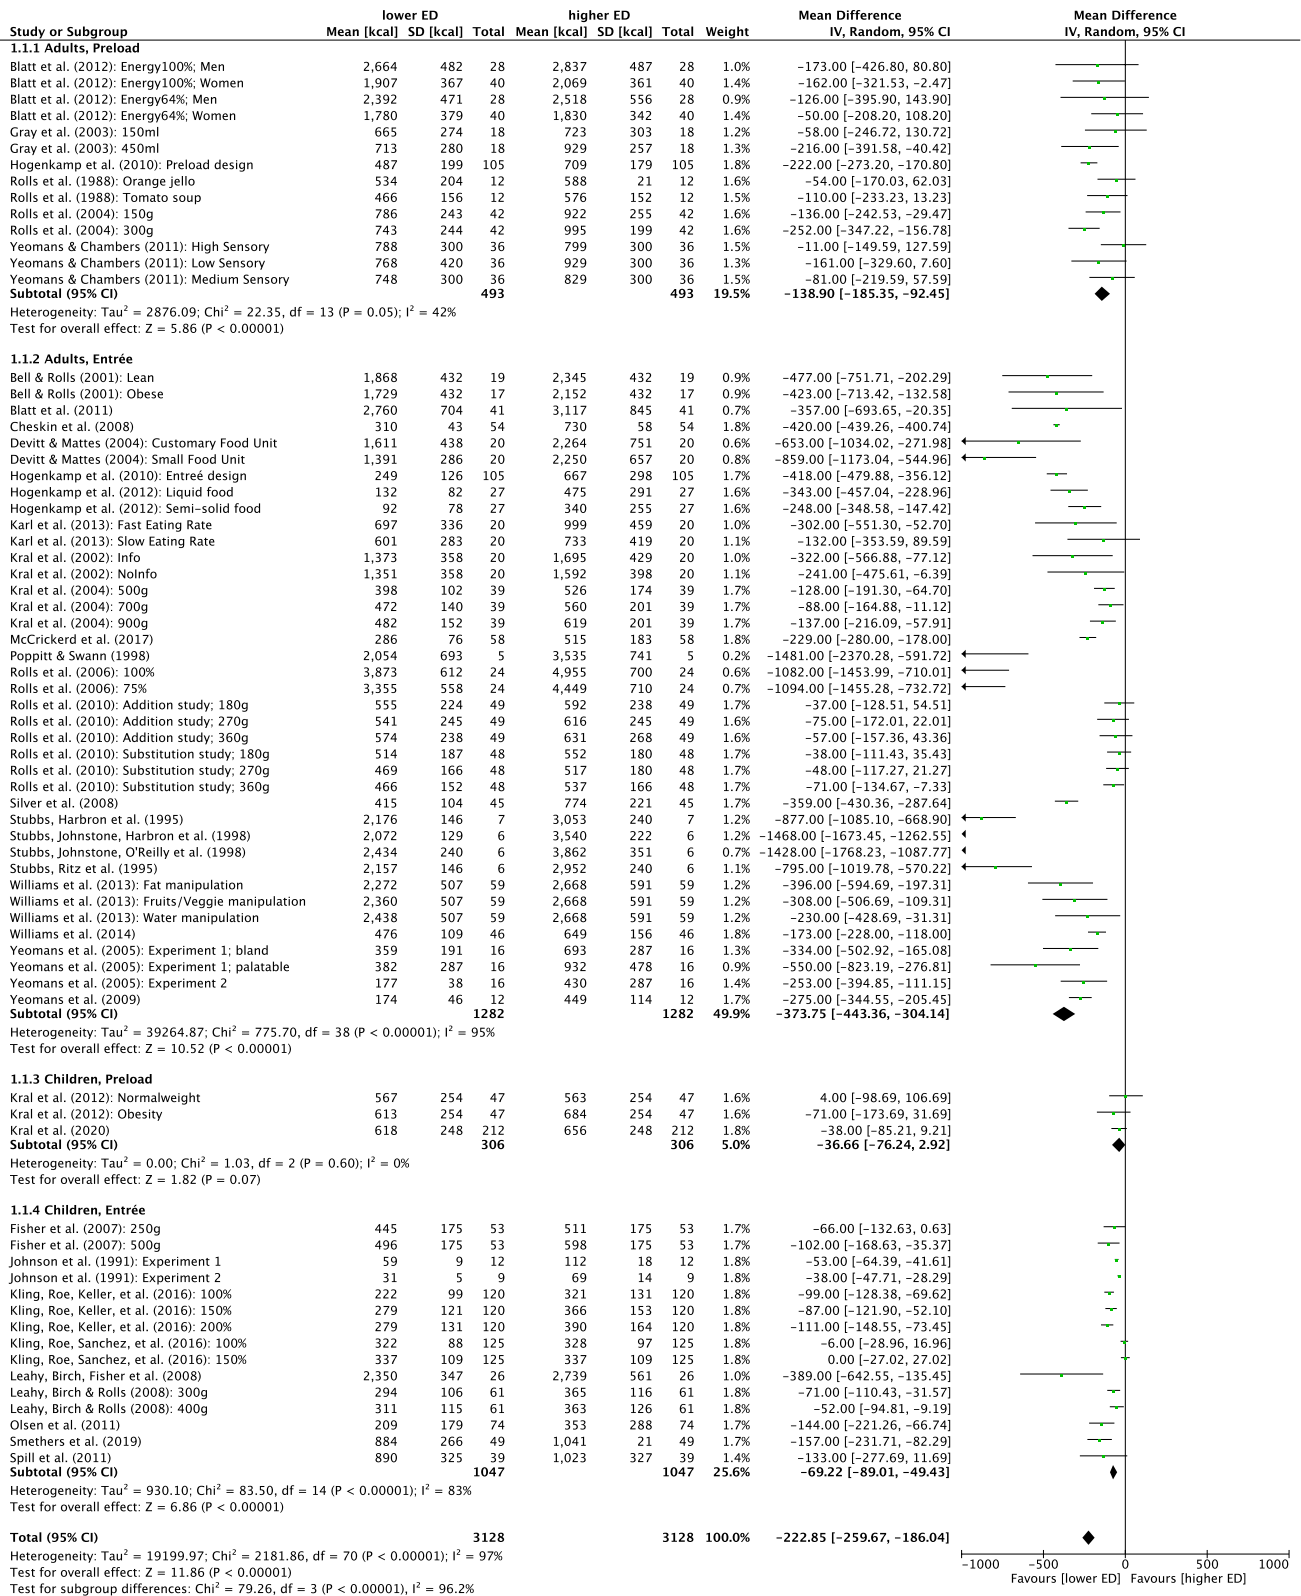 lower ED higher ED Mean Difference Mean Difference
Study or Subgroup Mean [kcal] SD [kcal] Total Mean [kcal] SD [kcal] Total Weight IV, Random, 95% CI IV, Random, 95% CI
1.1.1 Adults, Preload
Blatt et al. (2012): Energy100%; Men 2,664 482 28 2,837 487 28 1.0% -173.00 [-426.80, 80.80]
Blatt et al. (2012): Energy100%; Women 1,907 367 40 2,069 361 40 1.4% -162.00 [-321.53, -2.47]
Blatt et al. (2012): Energy64%; Men 2,392 471 28 2,518 556 28 0.9% -126.00 [-395.90, 143.90]
Blatt et al. (2012): Energy64%; Women 1,780 379 40 1,830 342 40 1.4% -50.00 [-208.20, 108.20]
Gray et al. (2003): 150ml 665 274 18 723 303 18 1.2% -58.00 [-246.72, 130.72]
Gray et al. (2003): 450ml 713 280 18 929 257 18 1.3% -216.00 [-391.58, -40.42]
Hogenkamp et al. (2010): Preload design 487 199 105 709 179 105 1.8% -222.00 [-273.20, -170.80]
Rolls et al. (1988): Orange jello 534 204 12 588 21 12 1.6% -54.00 [-170.03, 62.03]
Rolls et al. (1988): Tomato soup 466 156 12 576 152 12 1.5% -110.00 [-233.23, 13.23]
Rolls et al. (2004): 150g 786 243 42 922 255 42 1.6% -136.00 [-242.53, -29.47]
Rolls et al. (2004): 300g 743 244 42 995 199 42 1.6% -252.00 [-347.22, -156.78]
Yeomans & Chambers (2011): High Sensory 788 300 36 799 300 36 1.5% -11.00 [-149.59, 127.59]
Yeomans & Chambers (2011): Low Sensory 768 420 36 929 300 36 1.3% -161.00 [-329.60, 7.60]
Yeomans & Chambers (2011): Medium Sensory 748 300 36 829 300 36 1.5% -81.00 [-219.59, 57.59]
Subtotal (95% CI) 493 493 19.5% -138.90 [-185.35, -92.45]
Heterogeneity: Tau² = 2876.09; Chi² = 22.35, df = 13 (P = 0.05); I² = 42%
Test for overall effect: Z = 5.86 (P < 0.00001)
1.1.2 Adults, Entrée
Bell & Rolls (2001): Lean 1,868 432 19 2,345 432 19 0.9% -477.00 [-751.71, -202.29]
Bell & Rolls (2001): Obese 1,729 432 17 2,152 432 17 0.9% -423.00 [-713.42, -132.58]
Blatt et al. (2011) 2,760 704 41 3,117 845 41 0.7% -357.00 [-693.65, -20.35]
Cheskin et al. (2008) 310 43 54 730 58 54 1.8% -420.00 [-439.26, -400.74]
Devitt & Mattes (2004): Customary Food Unit 1,611 438 20 2,264 751 20 0.6% -653.00 [-1034.02, -271.98]
Devitt & Mattes (2004): Small Food Unit 1,391 286 20 2,250 657 20 0.8% -859.00 [-1173.04, -544.96]
Hogenkamp et al. (2010): Entreé design 249 126 105 667 298 105 1.7% -418.00 [-479.88, -356.12]
Hogenkamp et al. (2012): Liquid food 132 82 27 475 291 27 1.6% -343.00 [-457.04, -228.96]
Hogenkamp et al. (2012): Semi-solid food 92 78 27 340 255 27 1.6% -248.00 [-348.58, -147.42]
Karl et al. (2013): Fast Eating Rate 697 336 20 999 459 20 1.0% -302.00 [-551.30, -52.70]
Karl et al. (2013): Slow Eating Rate 601 283 20 733 419 20 1.1% -132.00 [-353.59, 89.59]
Kral et al. (2002): Info 1,373 358 20 1,695 429 20 1.0% -322.00 [-566.88, -77.12]
Kral et al. (2002): NoInfo 1,351 358 20 1,592 398 20 1.1% -241.00 [-475.61, -6.39]
Kral et al. (2004): 500g 398 102 39 526 174 39 1.7% -128.00 [-191.30, -64.70]
Kral et al. (2004): 700g 472 140 39 560 201 39 1.7% -88.00 [-164.88, -11.12]
Kral et al. (2004): 900g 482 152 39 619 201 39 1.7% -137.00 [-216.09, -57.91]
McCrickerd et al. (2017) 286 76 58 515 183 58 1.8% -229.00 [-280.00, -178.00]
Poppitt & Swann (1998) 2,054 693 5 3,535 741 5 0.2% -1481.00 [-2370.28, -591.72]
Rolls et al. (2006): 100% 3,873 612 24 4,955 700 24 0.6% -1082.00 [-1453.99, -710.01]
Rolls et al. (2006): 75% 3,355 558 24 4,449 710 24 0.7% -1094.00 [-1455.28, -732.72]
Rolls et al. (2010): Addition study; 180g 555 224 49 592 238 49 1.7% -37.00 [-128.51, 54.51]
Rolls et al. (2010): Addition study; 270g 541 245 49 616 245 49 1.6% -75.00 [-172.01, 22.01]
Rolls et al. (2010): Addition study; 360g 574 238 49 631 268 49 1.6% -57.00 [-157.36, 43.36]
Rolls et al. (2010): Substitution study; 180g 514 187 48 552 180 48 1.7% -38.00 [-111.43, 35.43]
Rolls et al. (2010): Substitution study; 270g 469 166 48 517 180 48 1.7% -48.00 [-117.27, 21.27]
Rolls et al. (2010): Substitution study; 360g 466 152 48 537 166 48 1.7% -71.00 [-134.67, -7.33]
Silver et al. (2008) 415 104 45 774 221 45 1.7% -359.00 [-430.36, -287.64]
Stubbs, Harbron et al. (1995) 2,176 146 7 3,053 240 7 1.2% -877.00 [-1085.10, -668.90]
Stubbs, Johnstone, Harbron et al. (1998) 2,072 129 6 3,540 222 6 1.2% -1468.00 [-1673.45, -1262.55]
Stubbs, Johnstone, O'Reilly et al. (1998) 2,434 240 6 3,862 351 6 0.7% -1428.00 [-1768.23, -1087.77]
Stubbs, Ritz et al. (1995) 2,157 146 6 2,952 240 6 1.1% -795.00 [-1019.78, -570.22]
Williams et al. (2013): Fat manipulation 2,272 507 59 2,668 591 59 1.2% -396.00 [-594.69, -197.31]
Williams et al. (2013): Fruits/Veggie manipulation 2,360 507 59 2,668 591 59 1.2% -308.00 [-506.69, -109.31]
Williams et al. (2013): Water manipulation 2,438 507 59 2,668 591 59 1.2% -230.00 [-428.69, -31.31]
Williams et al. (2014) 476 109 46 649 156 46 1.7% -173.00 [-228.00, -118.00]
Yeomans et al. (2005): Experiment 1; bland 359 191 16 693 287 16 1.3% -334.00 [-502.92, -165.08]
Yeomans et al. (2005): Experiment 1; palatable 382 287 16 932 478 16 0.9% -550.00 [-823.19, -276.81]
Yeomans et al. (2005): Experiment 2 177 38 16 430 287 16 1.4% -253.00 [-394.85, -111.15]
Yeomans et al. (2009) 174 46 12 449 114 12 1.7% -275.00 [-344.55, -205.45]
Subtotal (95% CI) 1282 1282 49.9% -373.75 [-443.36, -304.14]
Heterogeneity: Tau² = 39264.87; Chi² = 775.70, df = 38 (P < 0.00001); I² = 95%
Test for overall effect: Z = 10.52 (P < 0.00001)
1.1.3 Children, Preload
Kral et al. (2012): Normalweight 567 254 47 563 254 47 1.6% 4.00 [-98.69, 106.69]
Kral et al. (2012): Obesity 613 254 47 684 254 47 1.6% -71.00 [-173.69, 31.69]
Kral et al. (2020) 618 248 212 656 248 212 1.8% -38.00 [-85.21, 9.21]
Subtotal (95% CI) 306 306 5.0% -36.66 [-76.24, 2.92]
Heterogeneity: Tau² = 0.00; Chi² = 1.03, df = 2 (P = 0.60); I² = 0%
Test for overall effect: Z = 1.82 (P = 0.07)
1.1.4 Children, Entrée
Fisher et al. (2007): 250g 445 175 53 511 175 53 1.7% -66.00 [-132.63, 0.63]
Fisher et al. (2007): 500g 496 175 53 598 175 53 1.7% -102.00 [-168.63, -35.37]
Johnson et al. (1991): Experiment 1 59 9 12 112 18 12 1.8% -53.00 [-64.39, -41.61]
Johnson et al. (1991): Experiment 2 31 5 9 69 14 9 1.8% -38.00 [-47.71, -28.29]
Kling, Roe, Keller, et al. (2016): 100% 222 99 120 321 131 120 1.8% -99.00 [-128.38, -69.62]
Kling, Roe, Keller, et al. (2016): 150% 279 121 120 366 153 120 1.8% -87.00 [-121.90, -52.10]
Kling, Roe, Keller, et al. (2016): 200% 279 131 120 390 164 120 1.8% -111.00 [-148.55, -73.45]
Kling, Roe, Sanchez, et al. (2016): 100% 322 88 125 328 97 125 1.8% -6.00 [-28.96, 16.96]
Kling, Roe, Sanchez, et al. (2016): 150% 337 109 125 337 109 125 1.8% 0.00 [-27.02, 27.02]
Leahy, Birch, Fisher et al. (2008) 2,350 347 26 2,739 561 26 1.0% -389.00 [-642.55, -135.45]
Leahy, Birch & Rolls (2008): 300g 294 106 61 365 116 61 1.8% -71.00 [-110.43, -31.57]
Leahy, Birch & Rolls (2008): 400g 311 115 61 363 126 61 1.8% -52.00 [-94.81, -9.19]
Olsen et al. (2011) 209 179 74 353 288 74 1.7% -144.00 [-221.26, -66.74]
Smethers et al. (2019) 884 266 49 1,041 21 49 1.7% -157.00 [-231.71, -82.29]
Spill et al. (2011) 890 325 39 1,023 327 39 1.4% -133.00 [-277.69, 11.69]
Subtotal (95% CI) 1047 1047 25.6% -69.22 [-89.01, -49.43]
Heterogeneity: Tau² = 930.10; Chi² = 83.50, df = 14 (P < 0.00001); I² = 83%
Test for overall effect: Z = 6.86 (P < 0.00001)
Total (95% CI) 3128 3128 100.0% -222.85 [-259.67, -186.04]
Heterogeneity: Tau² = 19199.97; Chi² = 2181.86, df = 70 (P < 0.00001); I² = 97%
Test for overall effect: Z = 11.86 (P < 0.00001)
Test for subgroup differences: Chi² = 79.26, df = 3 (P < 0.00001), I² = 96.2%
-1000 -500 0 500 1000
Favours [lower ED] Favours [higher ED]